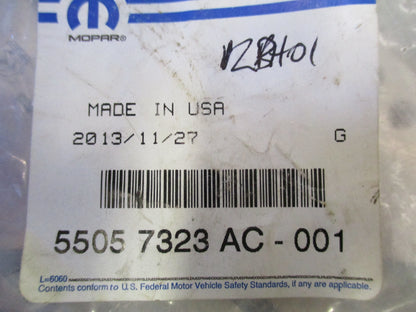 MOPAR®
MADE IN USA
2013/11/27 G
5505 7323 AC - 001
L=6060
Contents conform to U.S. Federal Motor Vehicle Safety Standards, if any are applicable.